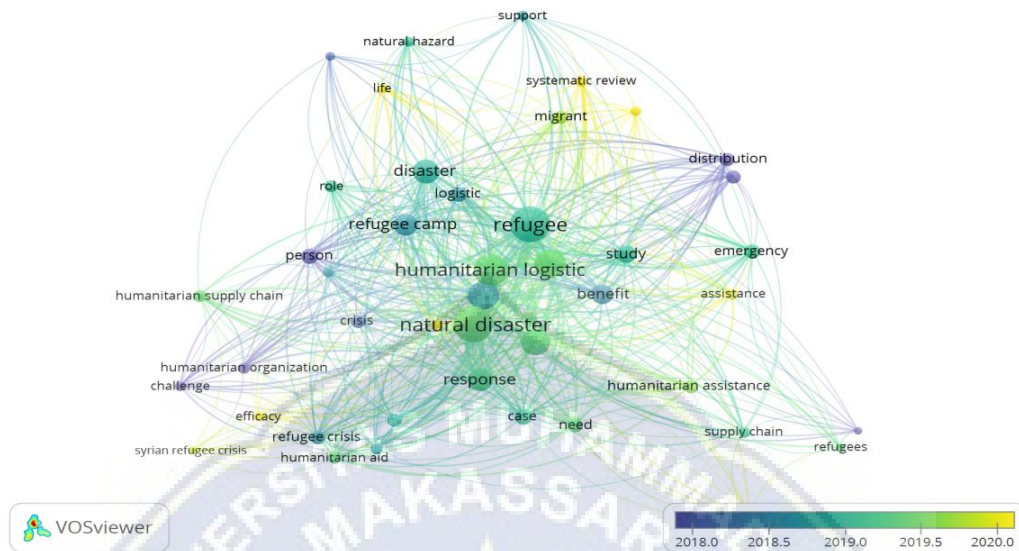 support
natural hazard
life
systematic review
migrant
distribution
disaster
logistic
role
refugee camp
refugee
person
study
emergency
humanitarian logistic
humanitarian supply chain
benefit
assistance
crisis
natural disaster
humanitarian organization
challenge
response
humanitarian assistance
efficacy
case
need
refugee crisis
supply chain
syrian refugee crisis
humanitarian aid
refugees
MUHAMM
MAKASSA
VOSviewer
2018.0 2018.5 2019.0 2019.5 2020.0